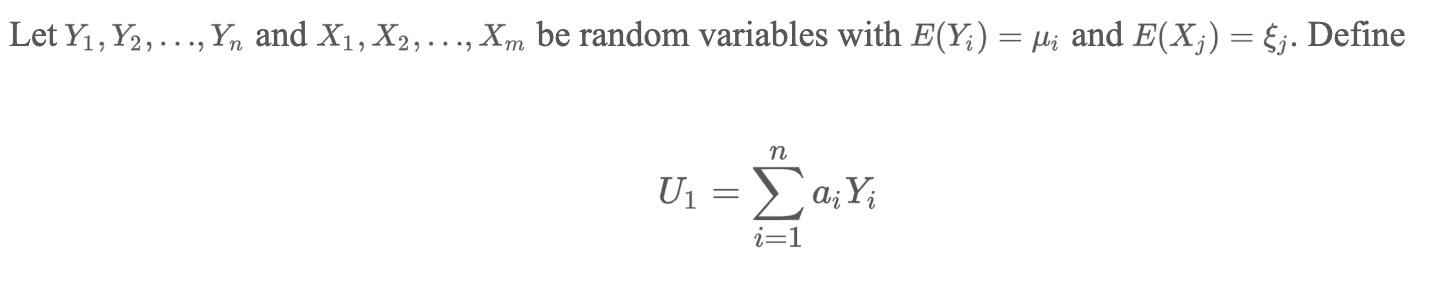 Let Y₁, Y₂, . . ., Yₙ and X₁, X₂, . . ., Xₘ be random variables with E(Yᵢ) = μᵢ and E(Xⱼ) = ξⱼ. Define
U₁ = ∑ᵢ₌₁ⁿ aᵢYᵢ